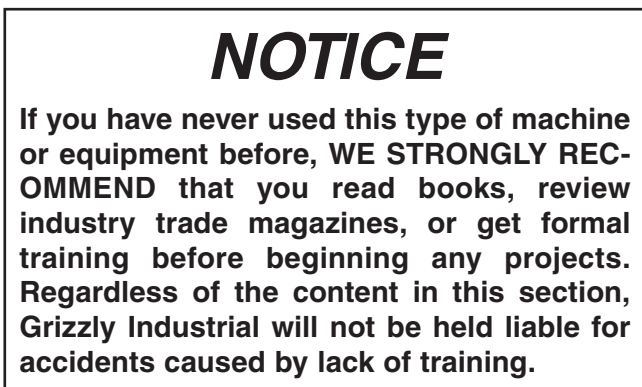 NOTICE
If you have never used this type of machine
or equipment before, WE STRONGLY REC-
OMMEND that you read books, review
industry trade magazines, or get formal
training before beginning any projects.
Regardless of the content in this section,
Grizzly Industrial will not be held liable for
accidents caused by lack of training.